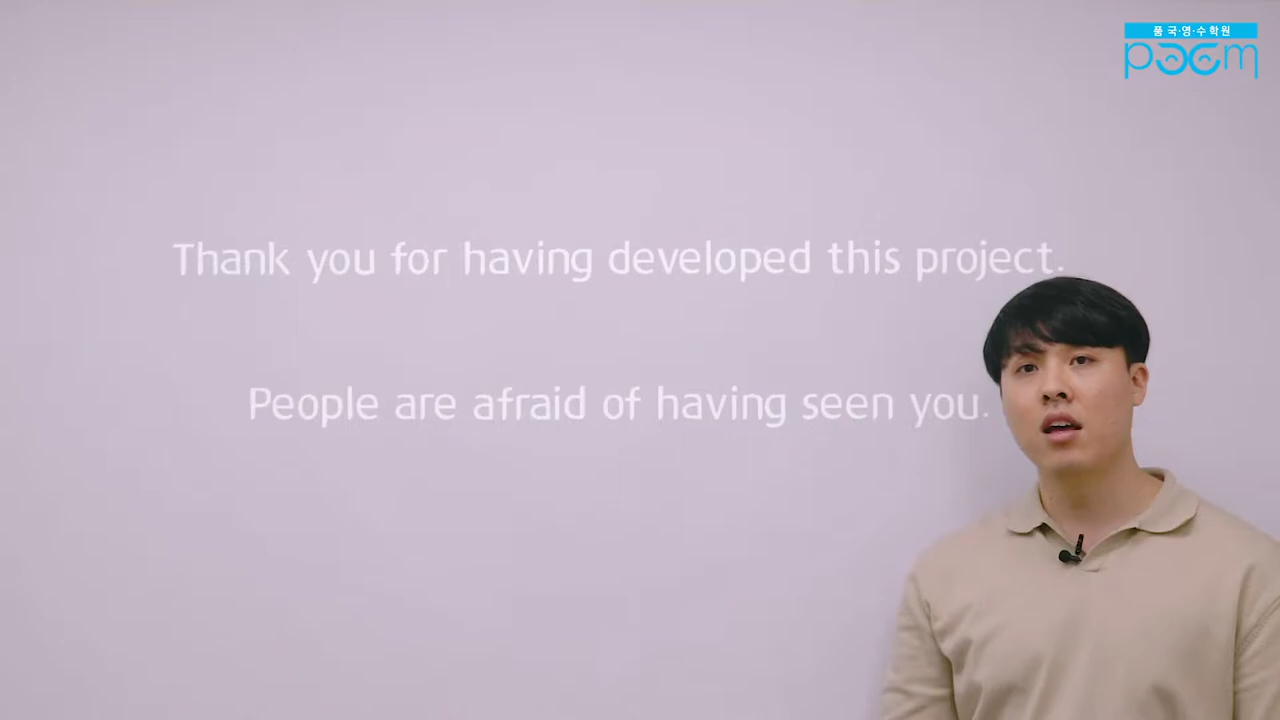 품 국·영·수 학원
poem
Thank you for having developed this project.
People are afraid of having seen you.